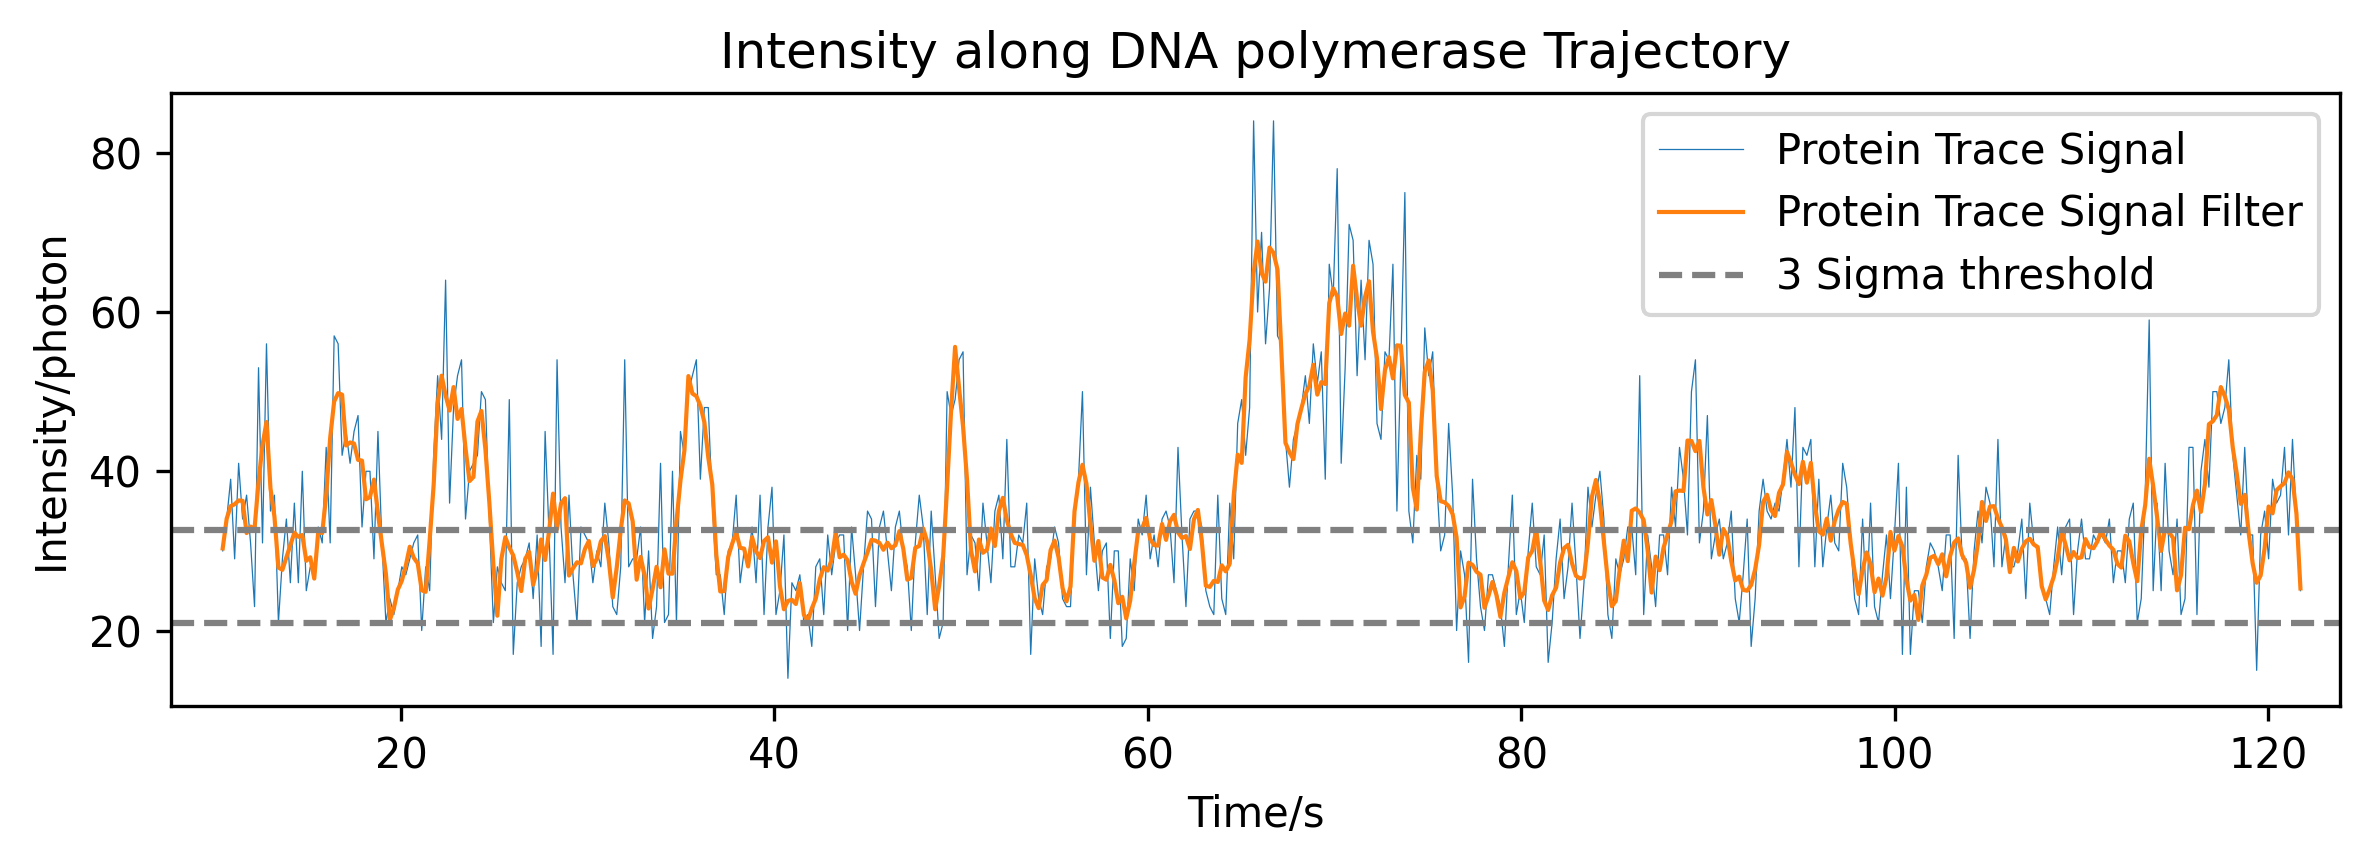 Intensity along DNA polymerase Trajectory
Protein Trace Signal
Protein Trace Signal Filter
3 Sigma threshold
Intensity/photon
80
60
40
20
20 40 60 80 100 120
Time/s